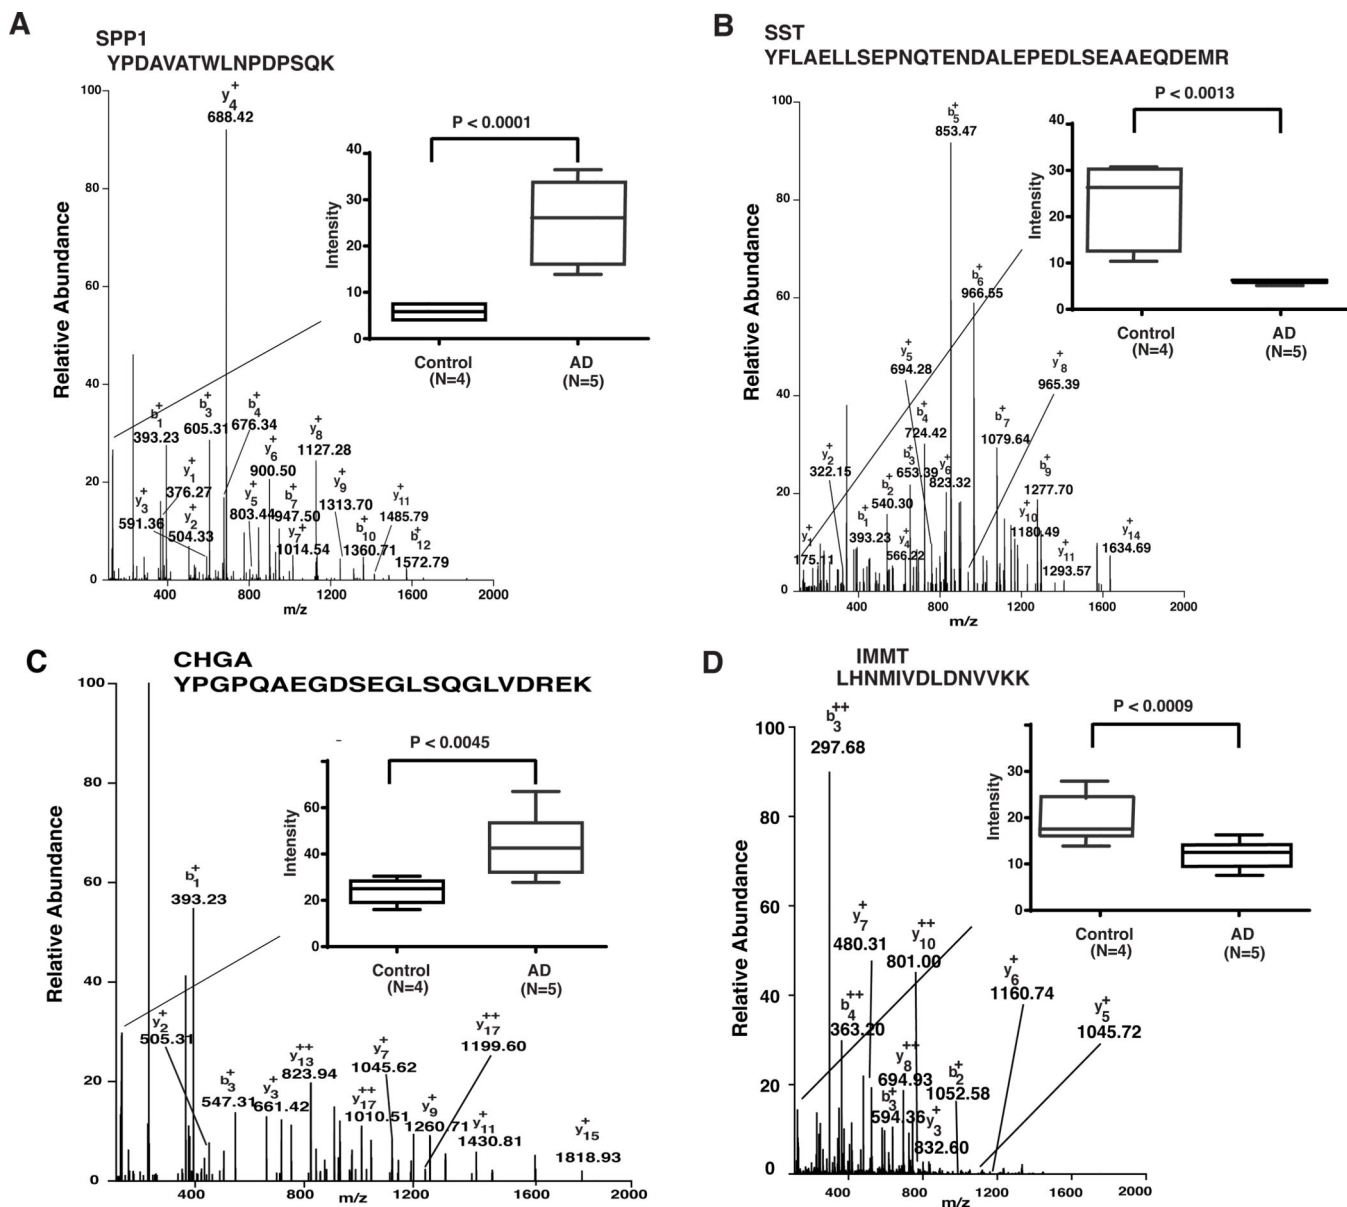 A
SPP1
YPDAVATWLNPDPSQK
Relative Abundance
100
80
60
40
20
0
400
800
1200
1600
2000
m/z
y4+
688.42
b1+
393.23
b3+
605.31
b4+
676.34
y1+
376.27
y3+
591.36
y2+
504.33
y5+
803.44
y6+
900.50
b7+
947.50
y7+
1014.54
y8+
1127.28
y9+
1313.70
b10+
1360.71
y11+
1485.79
b12+
1572.79
P < 0.0001
Intensity
40
30
20
10
0
Control
(N=4)
AD
(N=5)
B
SST
YFLAELLSEPNQTENDALEPEDLSEAAEQDEMR
Relative Abundance
100
80
60
40
20
0
400
800
1200
1600
2000
m/z
b5+
853.47
b6+
966.55
y5+
694.28
b4+
724.42
y8+
965.39
y2+
322.15
b3+
653.39
y6+
823.32
b2+
540.30
b7+
1079.64
b9+
1277.70
y1+
175.11
b1+
393.23
y4+
566.22
y10+
1180.49
y11+
1293.57
y14+
1634.69
P < 0.0013
Intensity
40
30
20
10
0
Control
(N=4)
AD
(N=5)
C
CHGA
YPGPQAEGDSEGLSQGLVDREK
Relative Abundance
100
80
60
40
20
0
400
800
1200
1600
2000
m/z
b1+
393.23
y2+
505.31
b3+
547.31
y3+
661.42
y13++
823.94
y17++
1010.51
y7+
1045.62
y17++
1199.60
y9+
1260.71
y11+
1430.81
y15+
1818.93
P < 0.0045
Intensity
60
40
20
0
Control
(N=4)
AD
(N=5)
D
IMMT
LHNMIVDLDNVVKK
Relative Abundance
100
80
60
40
20
0
400
800
1200
1600
2000
m/z
b3++
297.68
y7+
480.31
y10++
801.00
b4++
363.20
y8++
694.93
b3+
594.36
y3+
832.60
b2+
1052.58
y6+
1160.74
y5+
1045.72
P < 0.0009
Intensity
30
20
10
0
Control
(N=4)
AD
(N=5)